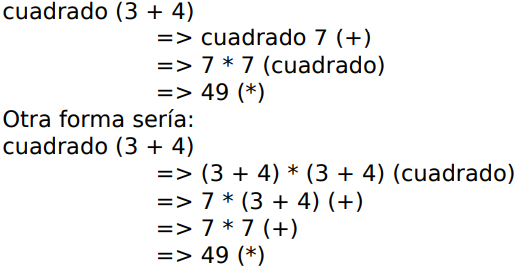 cuadrado (3 + 4)
=> cuadrado 7 (+)
=> 7 * 7 (cuadrado)
=> 49 (*)
Otra forma sería:
cuadrado (3 + 4)
=> (3 + 4) * (3 + 4) (cuadrado)
=> 7 * (3 + 4) (+)
=> 7 * 7 (+)
=> 49 (*)